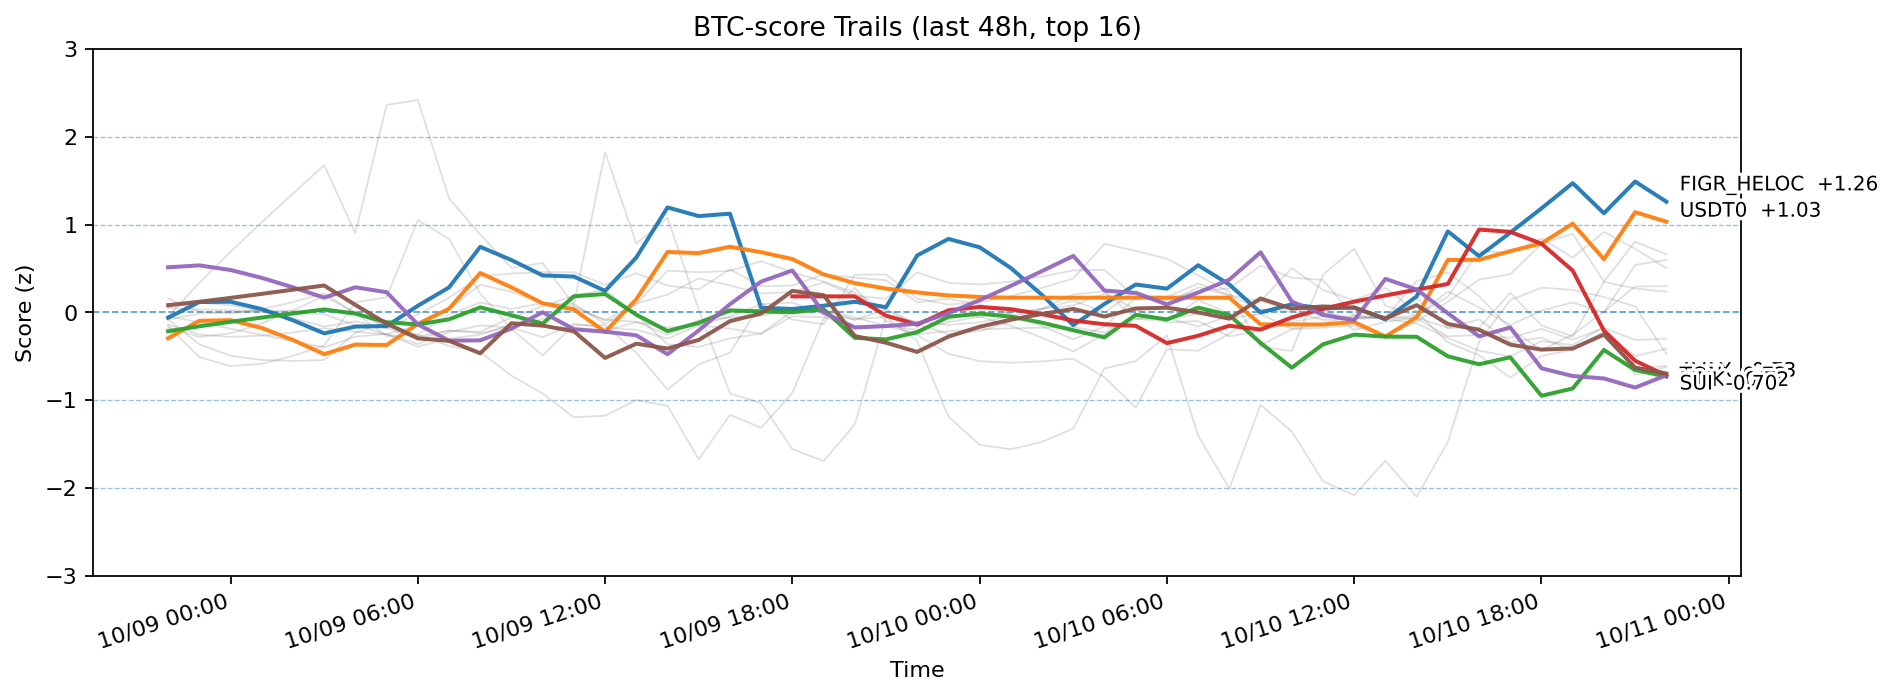 BTC-score Trails (last 48h, top 16)
3
2
1
0
−1
−2
−3
Score (z)
FIGR_HELOC +1.26
USDT0 +1.03
SUI -0.70
10/09 00:00
10/09 06:00
10/09 12:00
10/09 18:00
10/10 00:00
10/10 06:00
10/10 12:00
10/10 18:00
10/11 00:00
Time